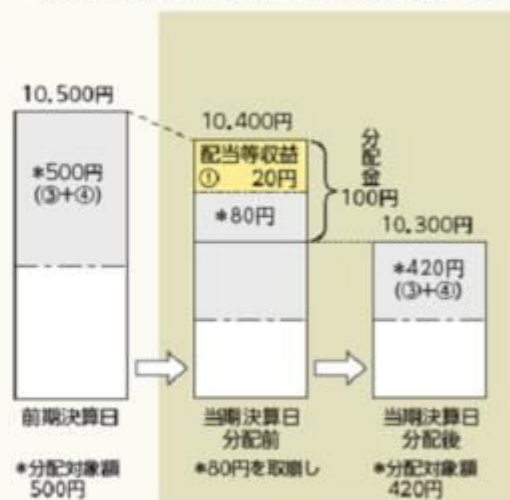 10,500円
*500円
(③+④)
10,400円
配当等収益
① 20円
*80円
分配金
100円
10,300円
*420円
(③+④)
前期決算日
当期決算日
分配前
当期決算日
分配後
*分配対象額
500円
*80円を取崩し
*分配対象額
420円